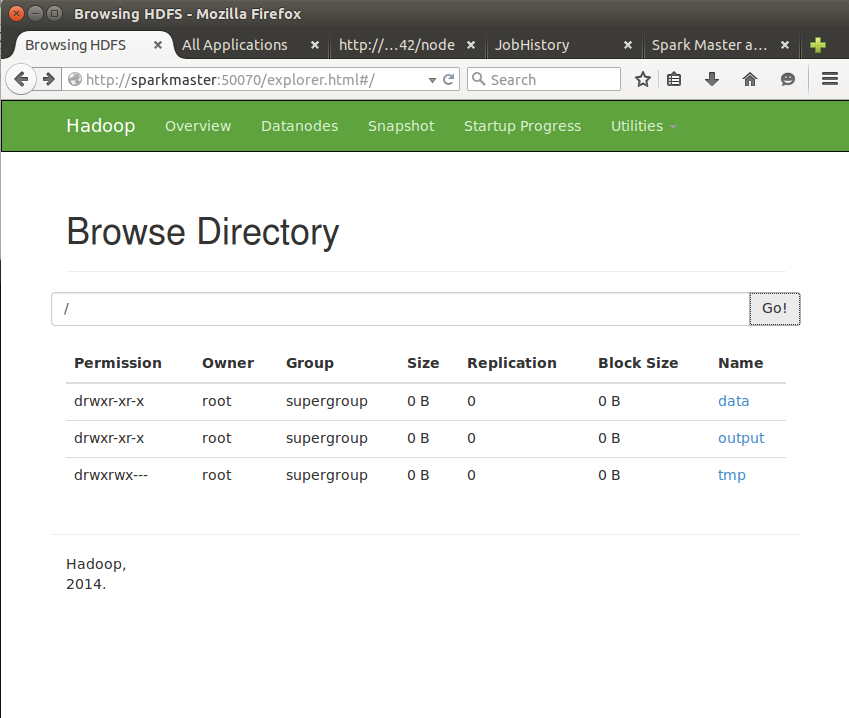 Browsing HDFS - Mozilla Firefox
Browsing HDFS All Applications http://...42/node JobHistory Spark Master a...
http://sparkmaster:50070/explorer.html#/ Search
Hadoop Overview Datanodes Snapshot Startup Progress Utilities
Browse Directory
/ Go!
Permission Owner Group Size Replication Block Size Name
drwxr-xr-x root supergroup 0 B 0 0 B data
drwxr-xr-x root supergroup 0 B 0 0 B output
drwxrwx--- root supergroup 0 B 0 0 B tmp
Hadoop,
2014.